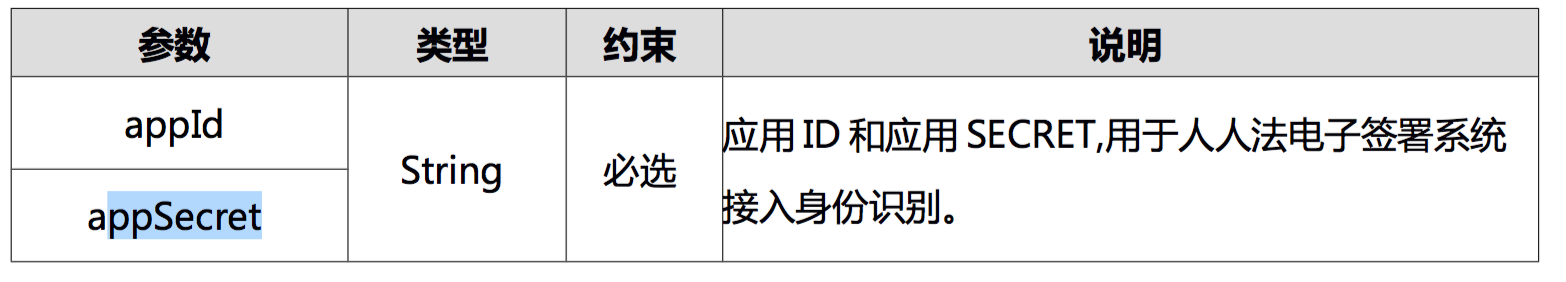 参数 类型 约束 说明
appId
String
必选
应用 ID 和应用 SECRET,用于人人法电子签署系统
接入身份识别。
appSecret